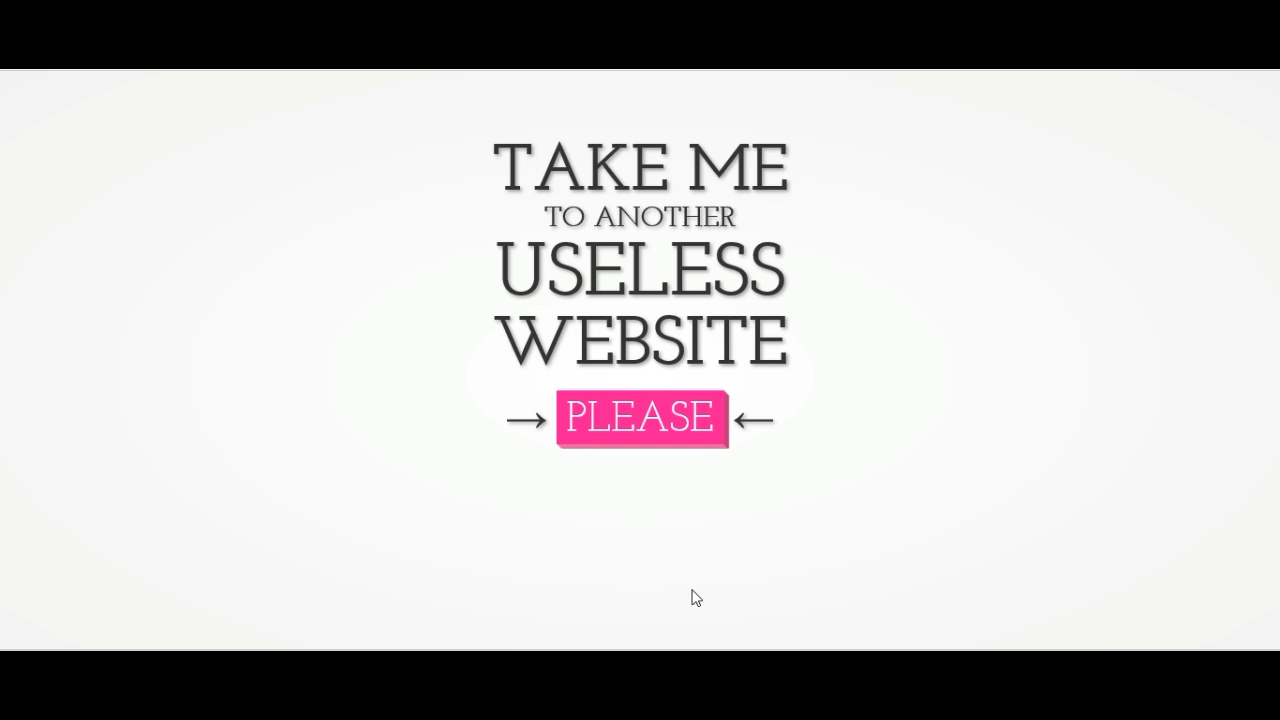 TAKE ME
TO ANOTHER
USELESS
WEBSITE
→ PLEASE ←